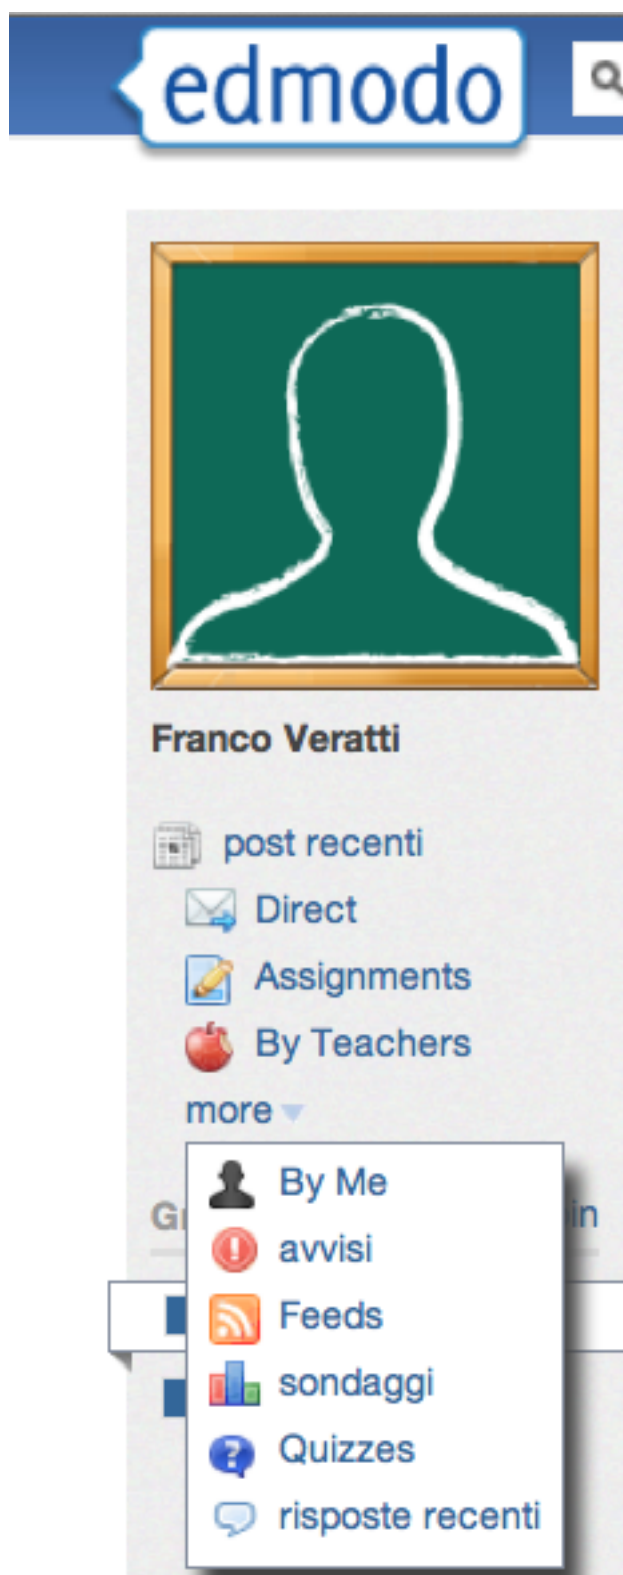 edmodo
Franco Veratti
post recenti
Direct
Assignments
By Teachers
more
By Me
avvisi
Feeds
sondaggi
Quizzes
risposte recenti